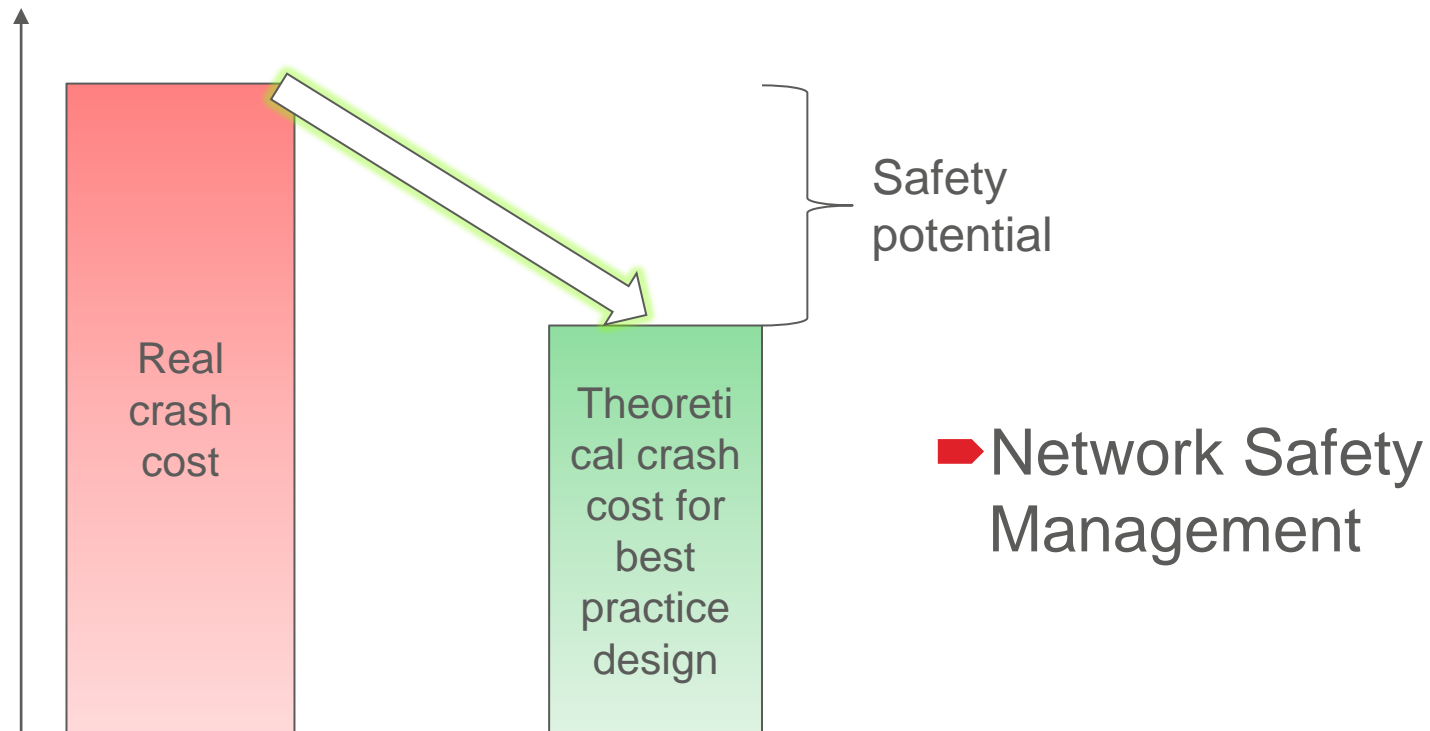 Real
crash
cost
Theoreti
cal crash
cost for
best
practice
design
Safety
potential
Network Safety
Management